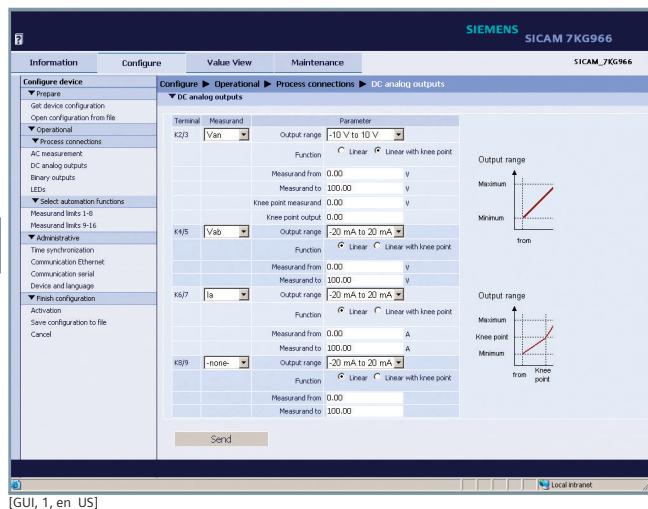 SIEMENS
SICAM 7KG966
?
Information Configure Value View Maintenance SICAM_7KG966
Configure device
▼ Prepare
Get device configuration
Open configuration from file
▼ Operational
▼ Process connections
AC measurement
DC analog outputs
Binary outputs
LEDs
▼ Select automation functions
Measurand limits 1-8
Measurand limits 9-16
▼ Administrative
Time synchronization
Communication Ethernet
Communication serial
Device and language
▼ Finish configuration
Activation
Save configuration to file
Cancel
Configure ▶ Operational ▶ Process connections ▶ DC analog outputs
▼ DC analog outputs
Terminal Measurand Parameter
K2/3 Van Output range -10 V to 10 V
Function Linear Linear with knee point
Measurand from 0.00 V
Measurand to 100.00 V
Knee point measurand 0.00 V
Knee point output 0.00
K4/5 Vab Output range -20 mA to 20 mA
Function Linear Linear with knee point
Measurand from 0.00 V
Measurand to 100.00 V
K6/7 Ia Output range -20 mA to 20 mA
Function Linear Linear with knee point
Measurand from 0.00 A
Measurand to 100.00 A
K8/9 -none- Output range -20 mA to 20 mA
Function Linear Linear with knee point
Measurand from 0.00
Measurand to 100.00
Send
Output range
Maximum
Minimum
from
Output range
Maximum
Knee point
Minimum
from Knee
point
Local intranet
[GUI, 1, en_US]